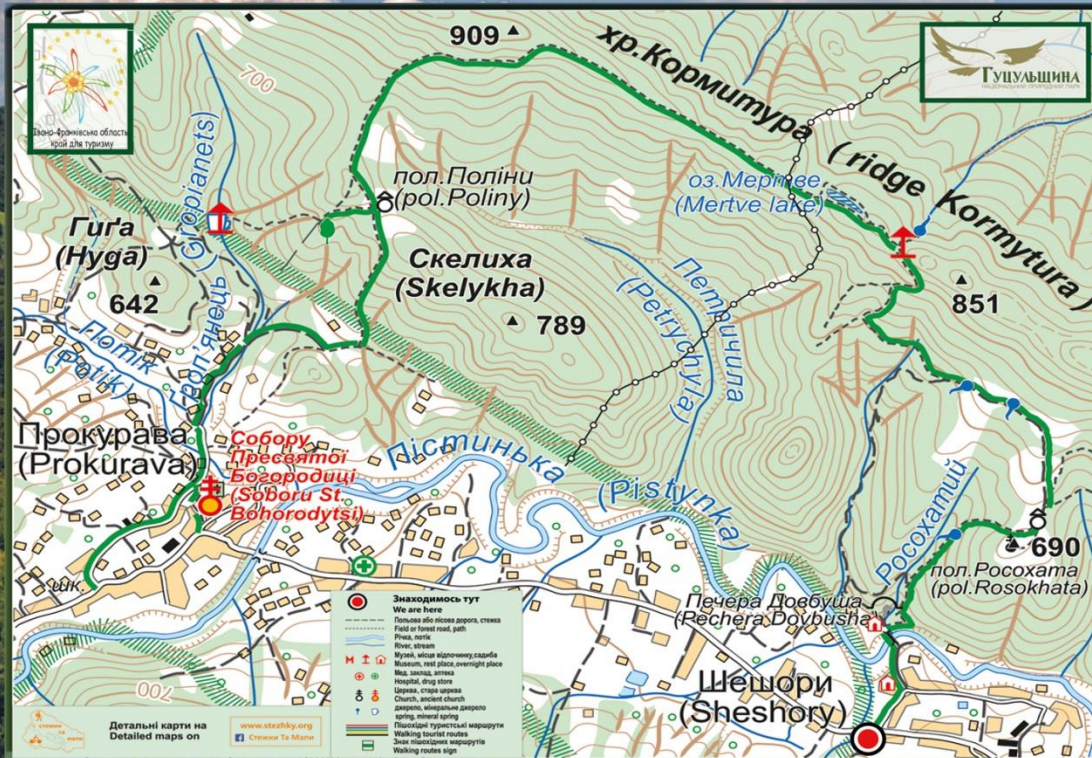 Івано-Франківська область
край для туризму
909
хр.Кормитура
ГУЦУЛЬЩИНА
НАЦІОНАЛЬНИЙ ПРИРОДНИЙ ПАРК
700
пол.Поліни
(pol.Poliny)
оз.Мертве
(Mertve lake)
( ridge Kormytura)
Гиґа
(Hyga)
642
(Gropianets)
Скелиха
(Skelykha)
789
Петричила
(Petrychyla)
851
Потік
(Potik)
Прокурава
(Prokurava)
Собору
Пресвятої
Богородиці
(Soboru St.
Bohorodytsi)
Пістинька
(Pistynka)
Росохатий
690
пол.Росохата
(pol.Rosokhata)
шк.
Печера Довбуша
(Pechera Dovbusha)
Шешори
(Sheshory)
700
Знаходимось тут
We are here
Польова або лісова дорога, стежка
Field or forest road, path
Річка, потік
River, stream
Музей, місце відпочинку,садиба
Museum, rest place,overnight place
Мед. заклад, аптека
Hospital, drug store
Церква, стара церква
Church, ancient church
джерело, мінеральне джерело
spring, mineral spring
Пішохідні туристські маршрути
Walking tourist routes
Знак пішохідних маршрутів
Walking routes sign
стежки
та
мапи
Детальні карти на
Detailed maps on
www.stezhky.org
Стежки Та Мапи